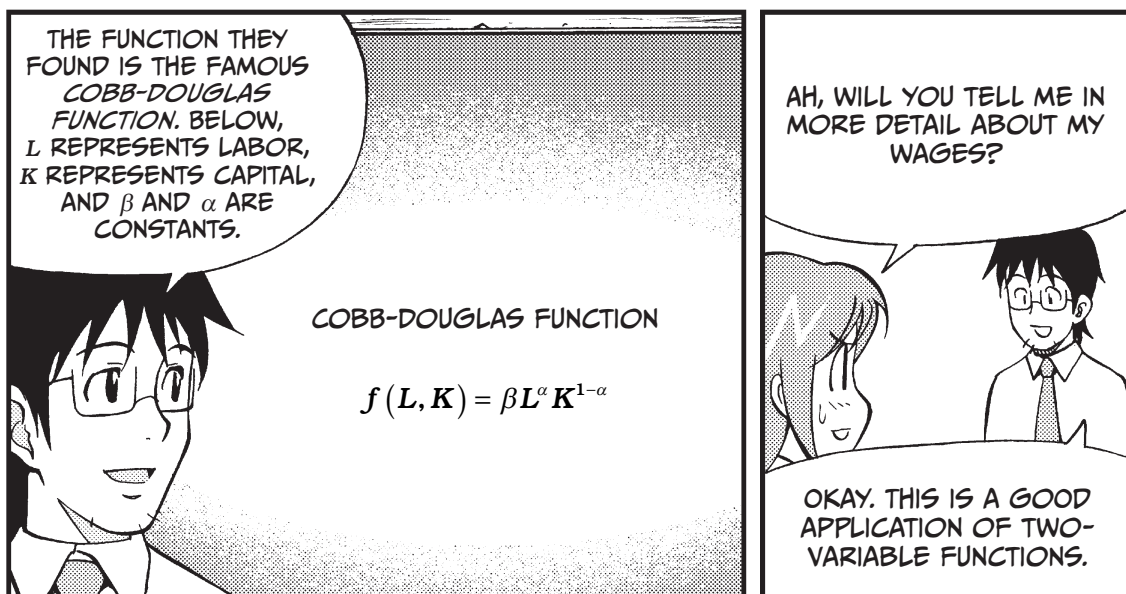 THE FUNCTION THEY
FOUND IS THE FAMOUS
COBB-DOUGLAS
FUNCTION. BELOW,
L REPRESENTS LABOR,
K REPRESENTS CAPITAL,
AND β AND α ARE
CONSTANTS.
COBB-DOUGLAS FUNCTION
f (L, K) = βL^α K^(1−α)
AH, WILL YOU TELL ME IN
MORE DETAIL ABOUT MY
WAGES?
OKAY. THIS IS A GOOD
APPLICATION OF TWO-
VARIABLE FUNCTIONS.